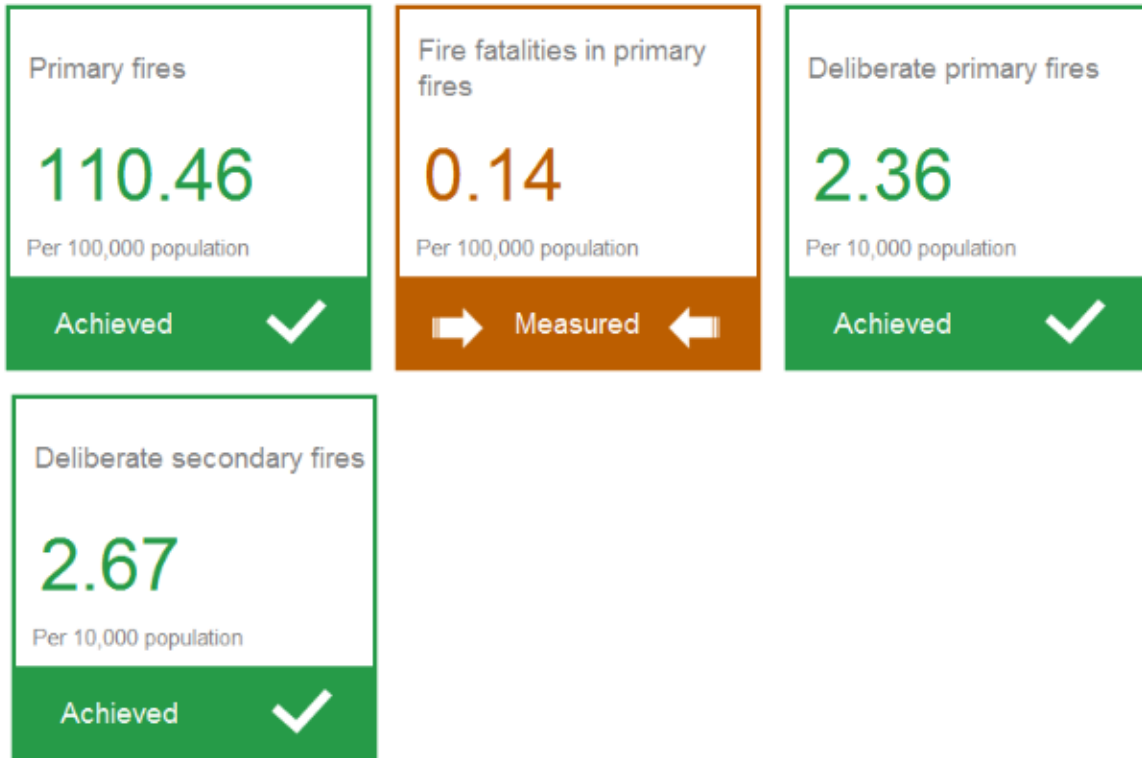 Primary fires
110.46
Per 100,000 population
Achieved
Fire fatalities in primary
fires
0.14
Per 100,000 population
Measured
Deliberate primary fires
2.36
Per 10,000 population
Achieved
Deliberate secondary fires
2.67
Per 10,000 population
Achieved